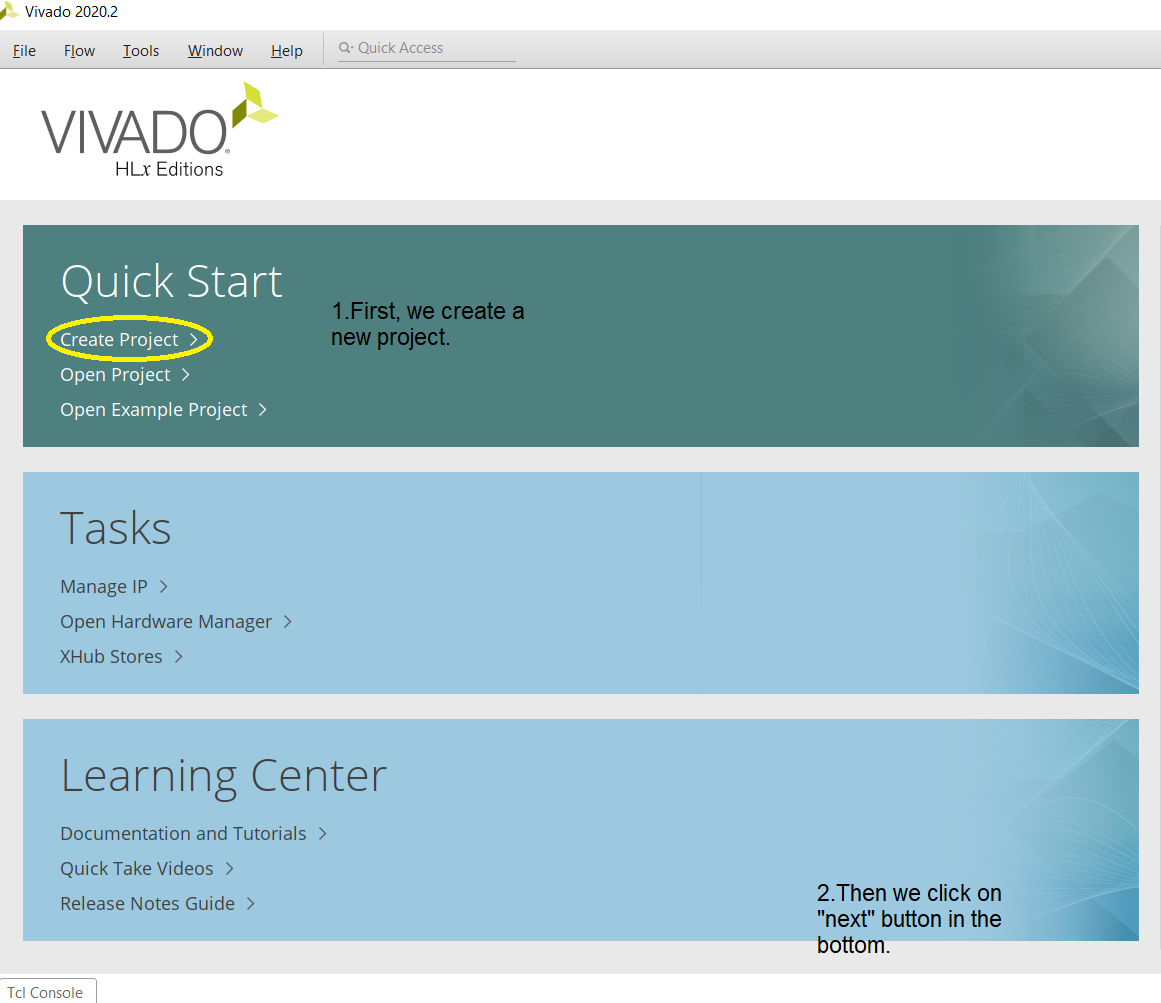 Vivado 2020.2
File Flow Tools Window Help Quick Access
VIVADO®
HLx Editions
Quick Start
Create Project >
Open Project >
Open Example Project >
1.First, we create a
new project.
Tasks
Manage IP >
Open Hardware Manager >
XHub Stores >
Learning Center
Documentation and Tutorials >
Quick Take Videos >
Release Notes Guide >
2.Then we click on
"next" button in the
bottom.
Tcl Console